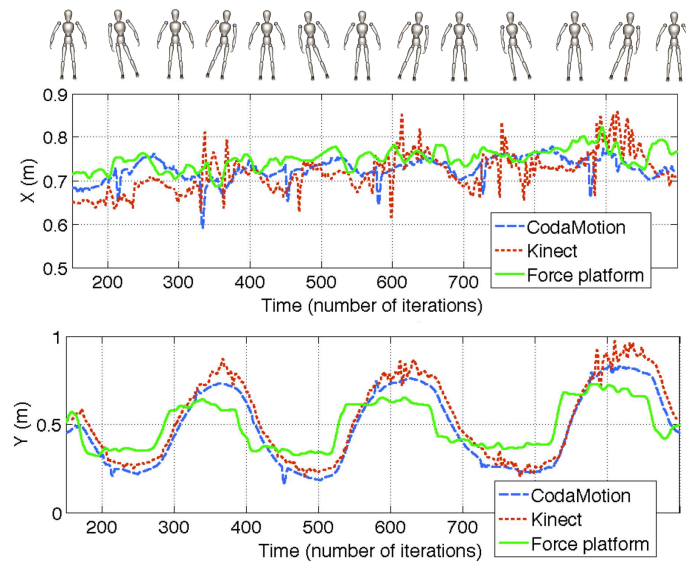 0.9
0.8
0.7
0.6
0.5
X (m)
200 300 400 500 600 700
Time (number of iterations)
CodaMotion
Kinect
Force platform
1
0.5
0
Y (m)
200 300 400 500 600 700
Time (number of iterations)
CodaMotion
Kinect
Force platform